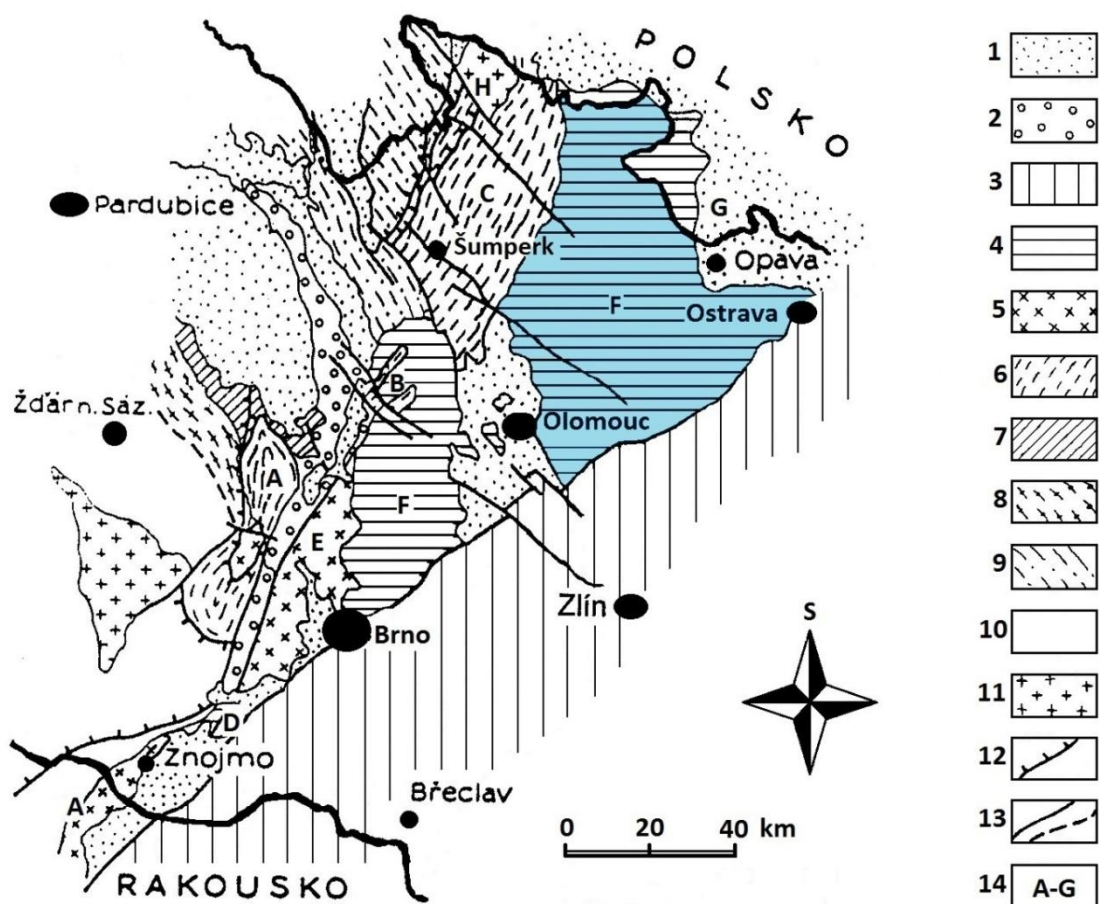 POLSKO
H
C
G
Pardubice
Šumperk
Opava
F
Ostrava
B
Žďár n. Sáz.
Olomouc
A
F
E
Zlín
Brno
S
D
Znojmo
A
Břeclav
0 20 40 km
RAKOUSKO
1
2
3
4
5
6
7
8
9
10
11
12
13
14 A-G